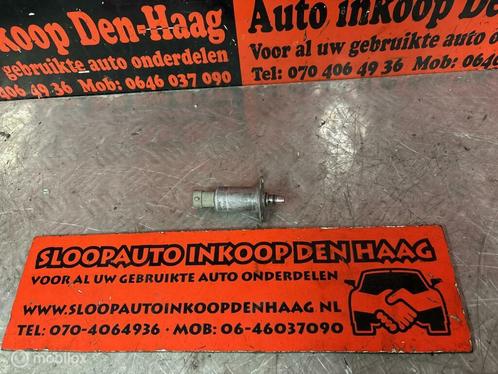 koop Den-Haag
gebruikte auto onderdelen
406 49 36 Mob: 0646 037 090
Auto inkoop Den
Voor al uw gebruikte auto
Tel: 070 406 49 36 Mob:
SLOOPAUTO INKOOP DEN HAAG
VOOR AL UW GEBRUIKTE AUTO ONDERDELEN
WWW.SLOOPAUTOINKOOPDENHAAG NL
TEL: 070-4064936 - MOB: 06-46037090
mobilox